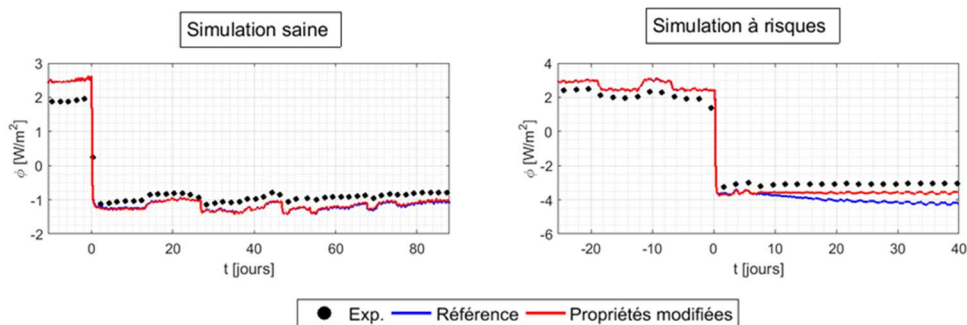 Simulation saine
Simulation à risques
3
2
1
0
-1
-2
ϕ [W/m²]
0
20
40
60
80
t [jours]
4
2
0
-2
-4
-6
ϕ [W/m²]
-20
-10
0
10
20
30
40
t [jours]
Exp.
Référence
Propriétés modifiées